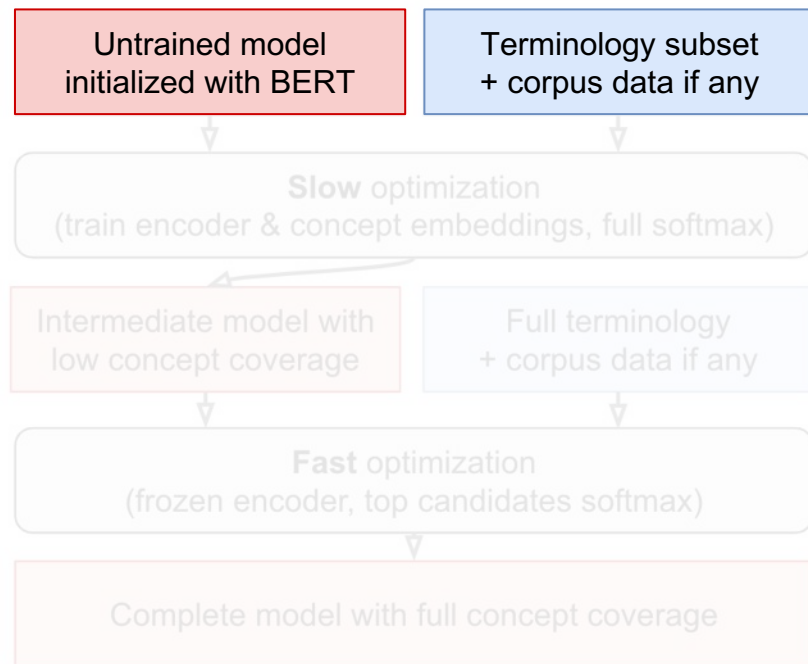 Untrained model
initialized with BERT
Terminology subset
+ corpus data if any
Slow optimization
(train encoder & concept embeddings, full softmax)
Intermediate model with
low concept coverage
Full terminology
+ corpus data if any
Fast optimization
(frozen encoder, top candidates softmax)
Complete model with full concept coverage